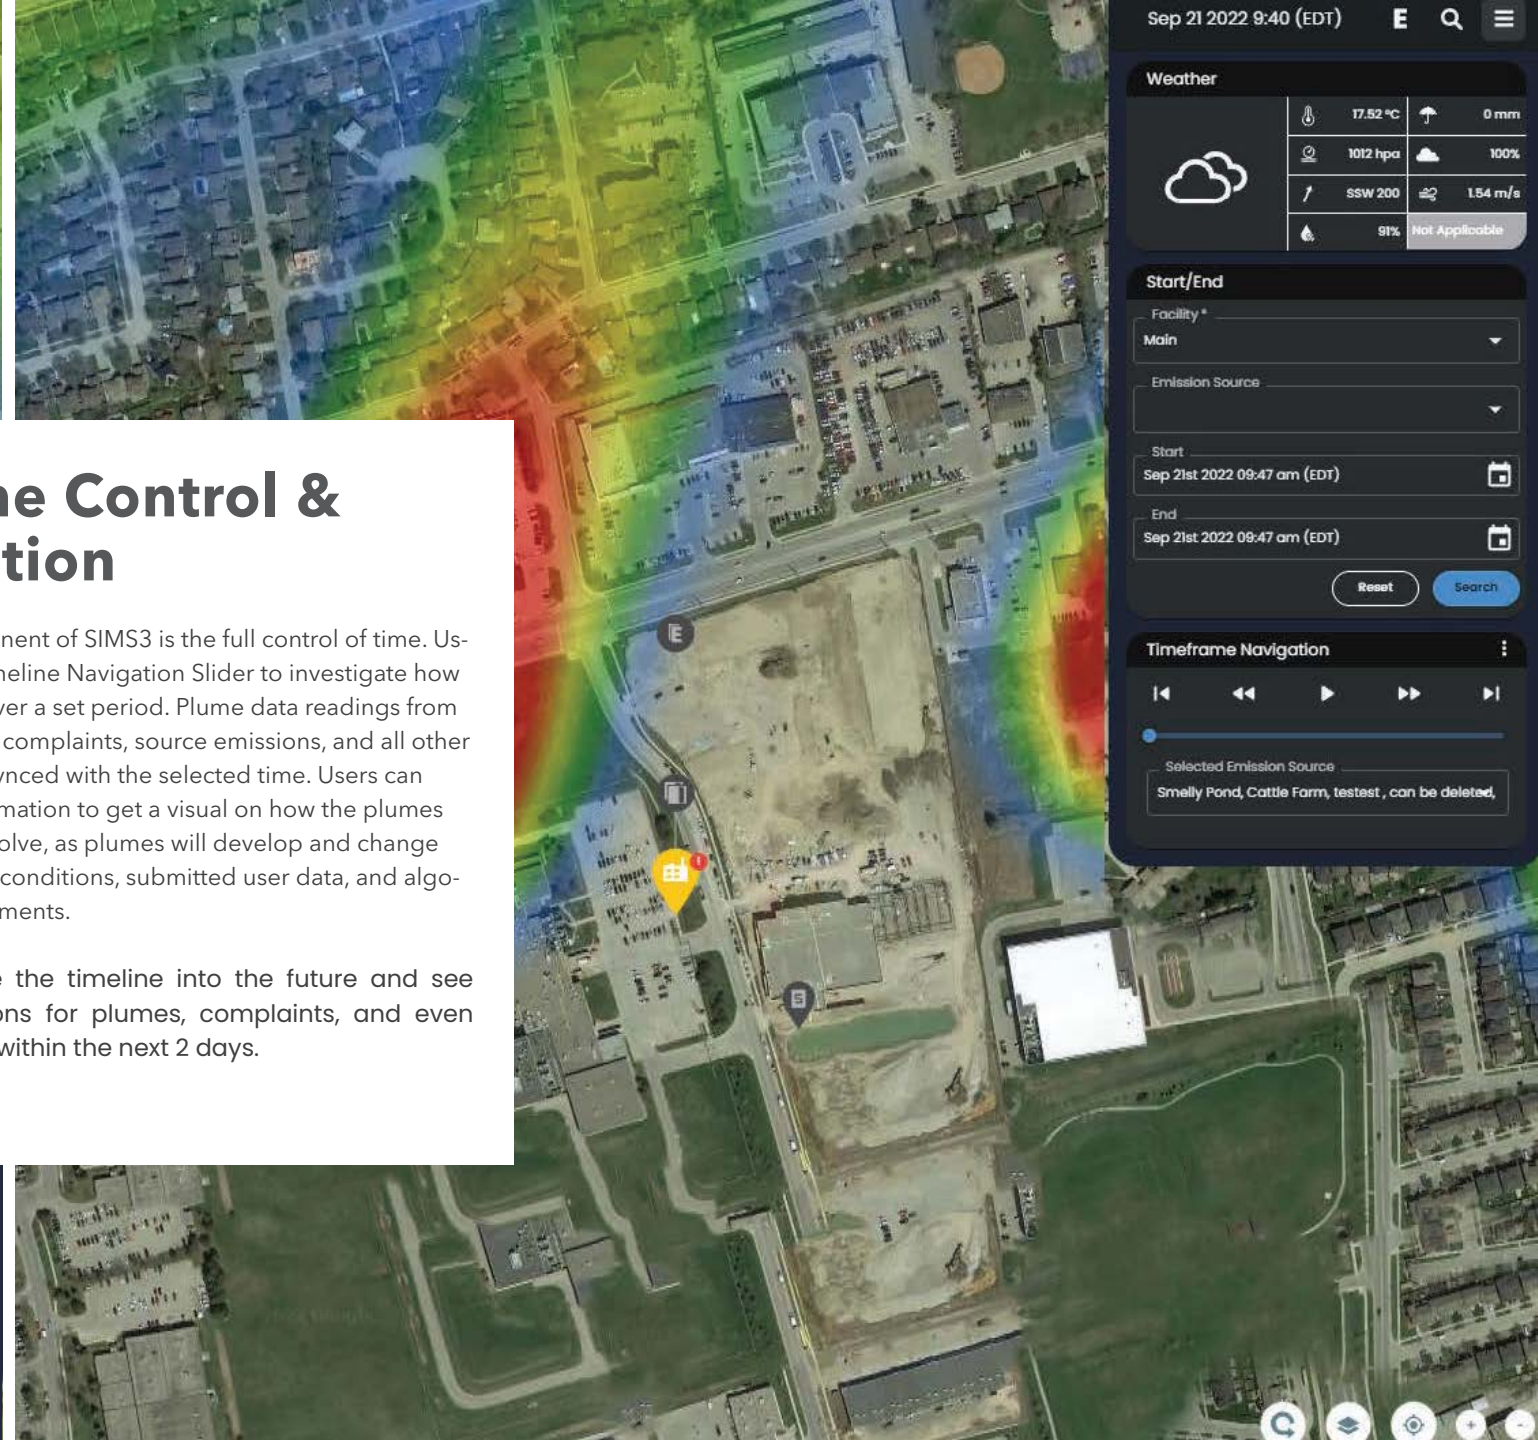 ne Control &
tion
nent of SIMS3 is the full control of time. Us-
meline Navigation Slider to investigate how
ver a set period. Plume data readings from
complaints, source emissions, and all other
ynced with the selected time. Users can
mation to get a visual on how the plumes
olve, as plumes will develop and change
conditions, submitted user data, and algo-
ments.
e the timeline into the future and see
ons for plumes, complaints, and even
within the next 2 days.
Sep 21 2022 9:40 (EDT) E
Weather
17.52 °C 0 mm
1012 hpa 100%
SSW 200 1.54 m/s
91% Not Applicable
Start/End
Facility *
Main
Emission Source
Start
Sep 21st 2022 09:47 am (EDT)
End
Sep 21st 2022 09:47 am (EDT)
Reset Search
Timeframe Navigation
Selected Emission Source
Smelly Pond, Cattle Farm, testest , can be deleted,
E
S